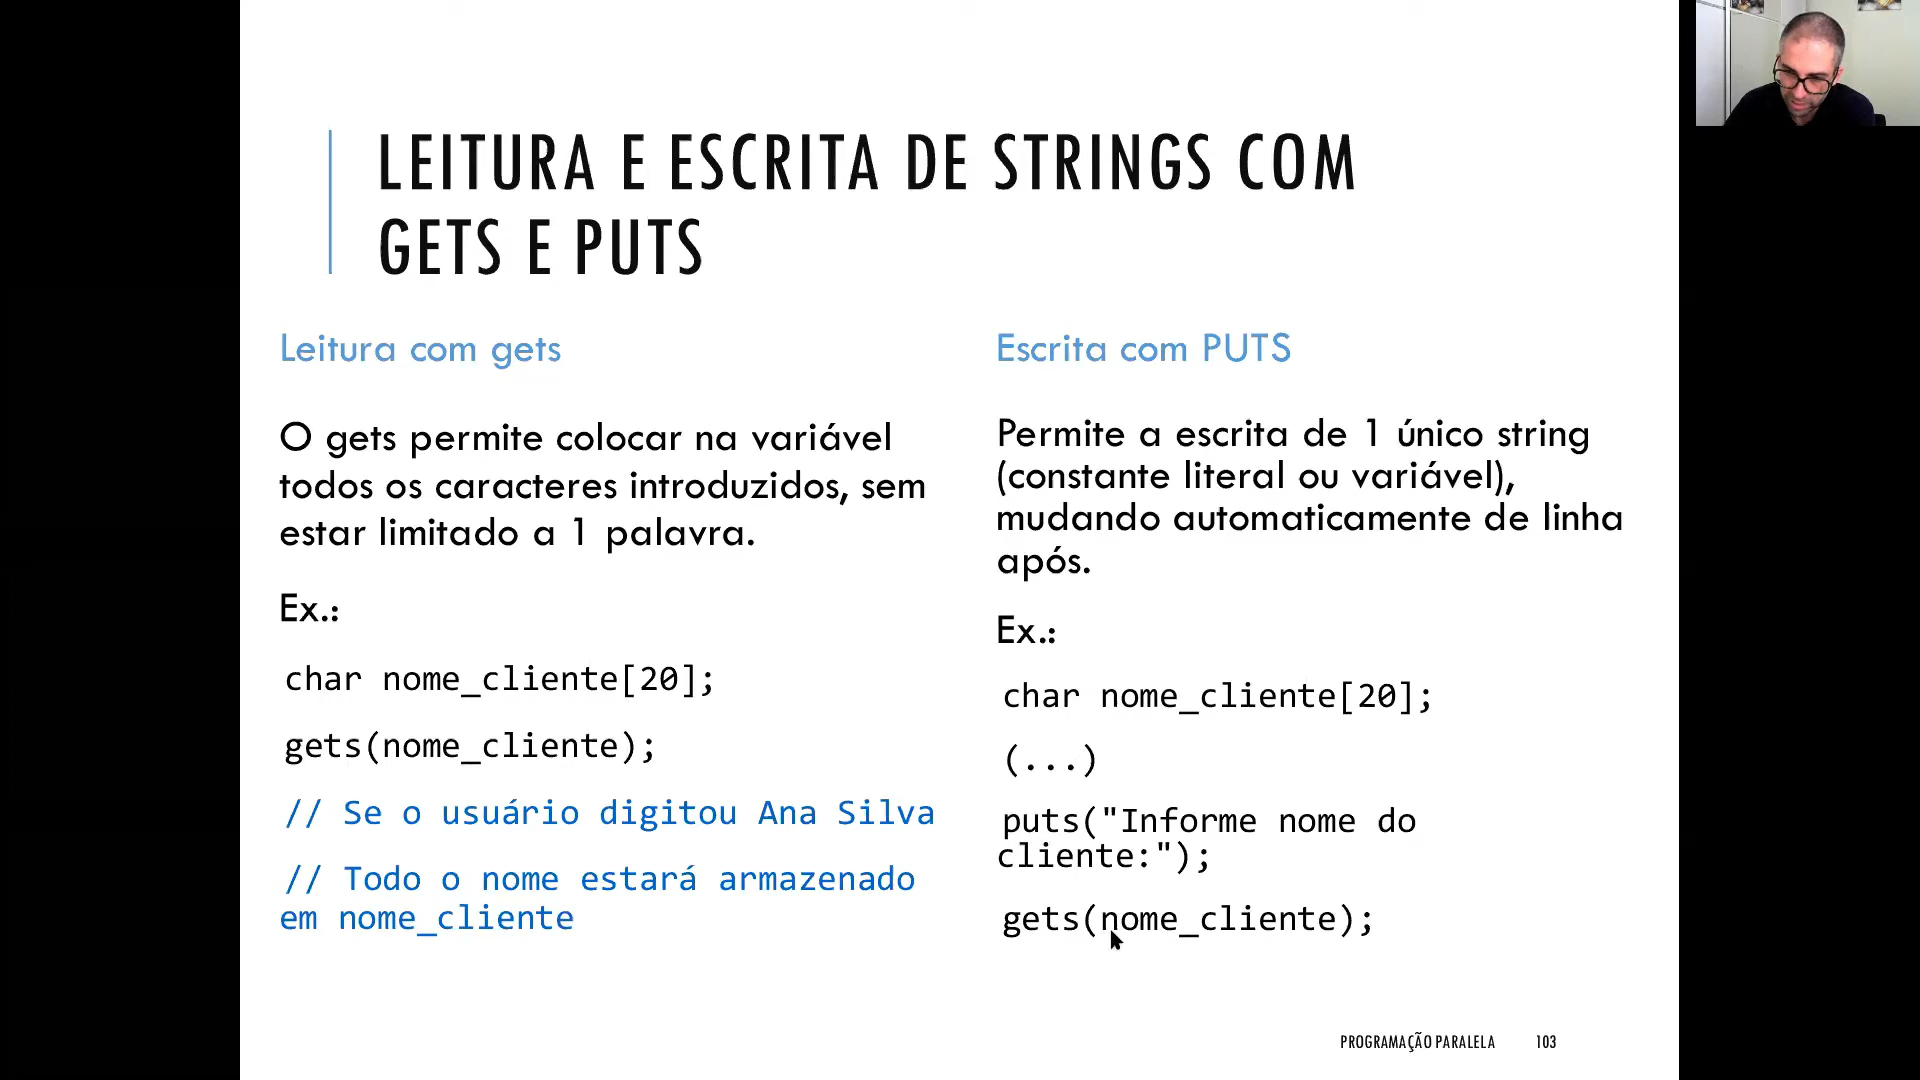 LEITURA E ESCRITA DE STRINGS COM
GETS E PUTS
Leitura com gets
O gets permite colocar na variável
todos os caracteres introduzidos, sem
estar limitado a 1 palavra.
Ex.:
char nome_cliente[20];
gets(nome_cliente);
// Se o usuário digitou Ana Silva
// Todo o nome estará armazenado
em nome_cliente
Escrita com PUTS
Permite a escrita de 1 único string
(constante literal ou variável),
mudando automaticamente de linha
após.
Ex.:
char nome_cliente[20];
(...)
puts("Informe nome do
cliente:");
gets(nome_cliente);
PROGRAMAÇÃO PARALELA 103